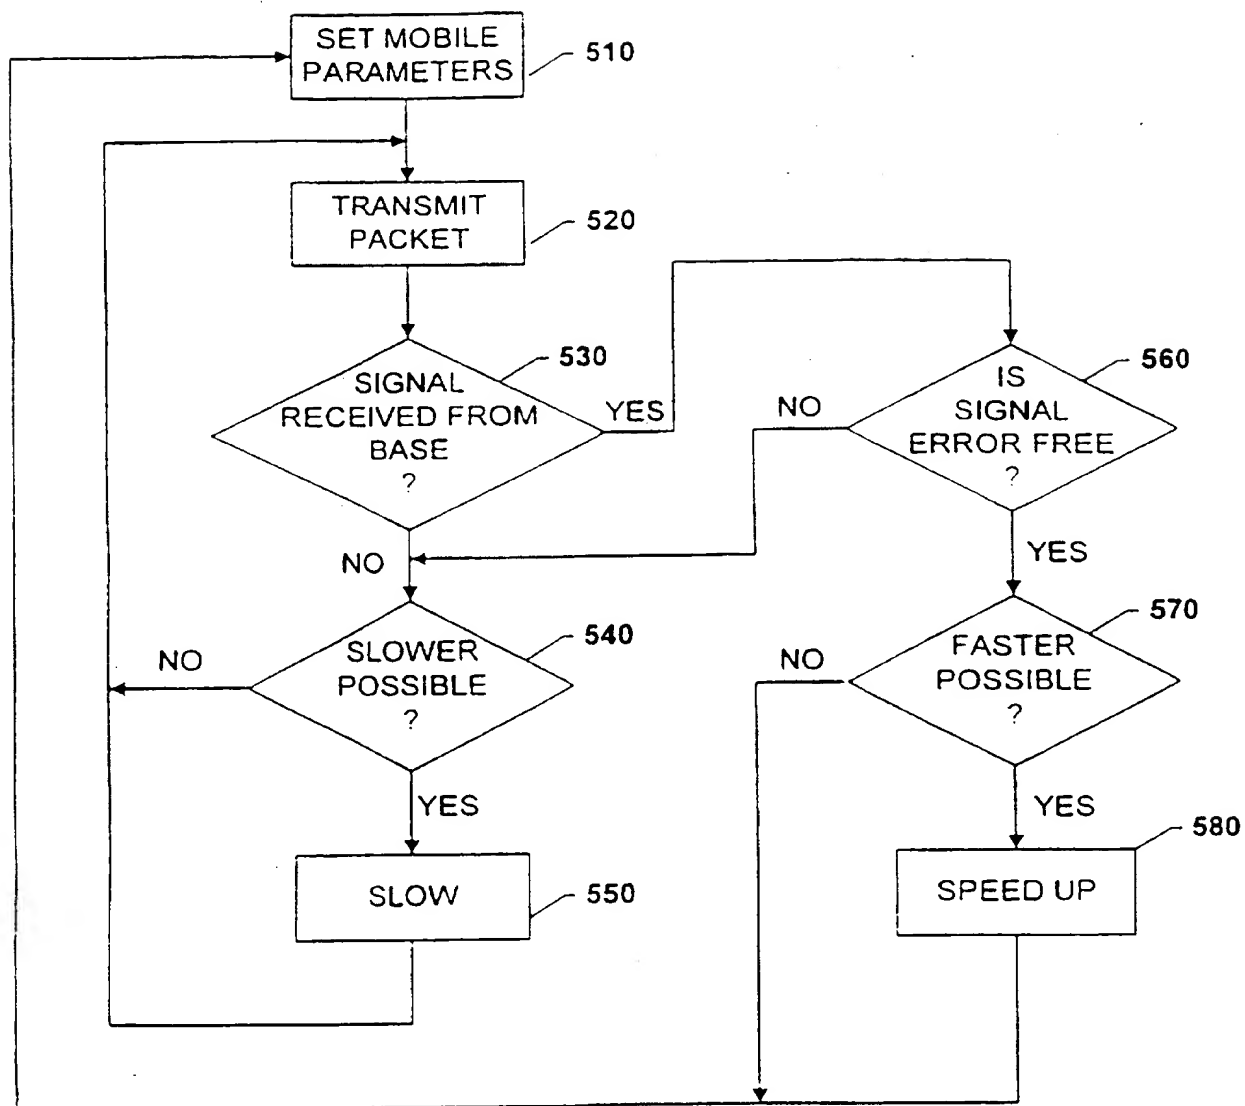 SET MOBILE
PARAMETERS
510
TRANSMIT
PACKET
520
SIGNAL
RECEIVED FROM
BASE
?
530
YES
NO
IS
SIGNAL
ERROR FREE
?
560
NO
YES
SLOWER
POSSIBLE
?
540
NO
YES
FASTER
POSSIBLE
?
570
NO
YES
SLOW
550
SPEED UP
580